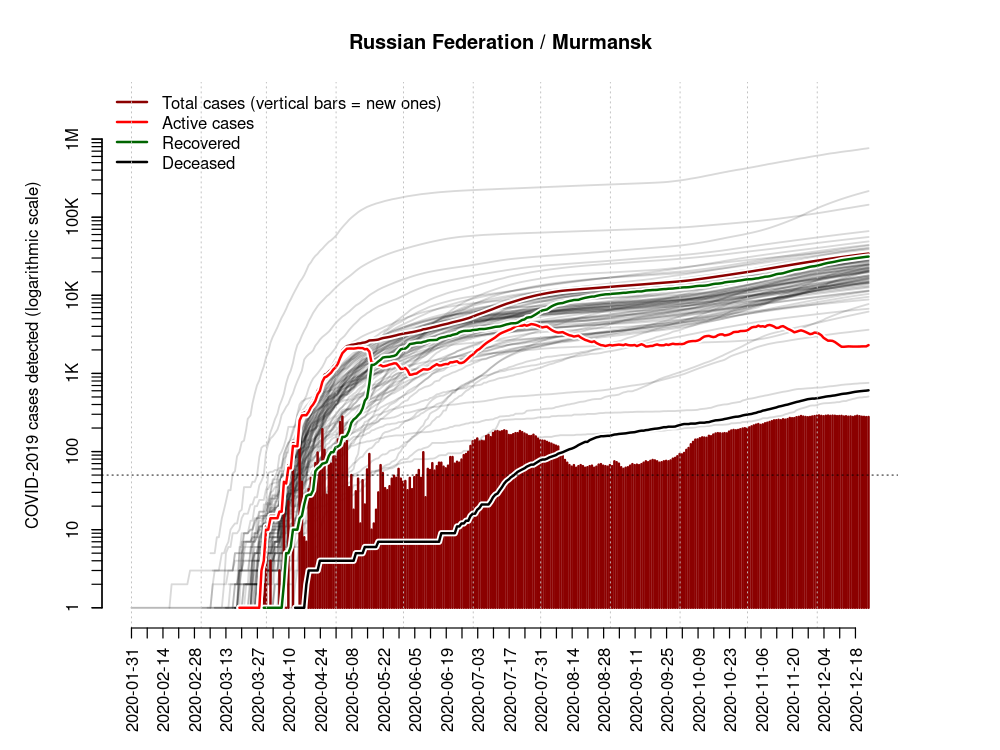 Russian Federation / Murmansk
Total cases (vertical bars = new ones)
Active cases
Recovered
Deceased
COVID-2019 cases detected (logarithmic scale)
1M
100K
10K
1K
100
10
1
2020-01-31
2020-02-14
2020-02-28
2020-03-13
2020-03-27
2020-04-10
2020-04-24
2020-05-08
2020-05-22
2020-06-05
2020-06-19
2020-07-03
2020-07-17
2020-07-31
2020-08-14
2020-08-28
2020-09-11
2020-09-25
2020-10-09
2020-10-23
2020-11-06
2020-11-20
2020-12-04
2020-12-18